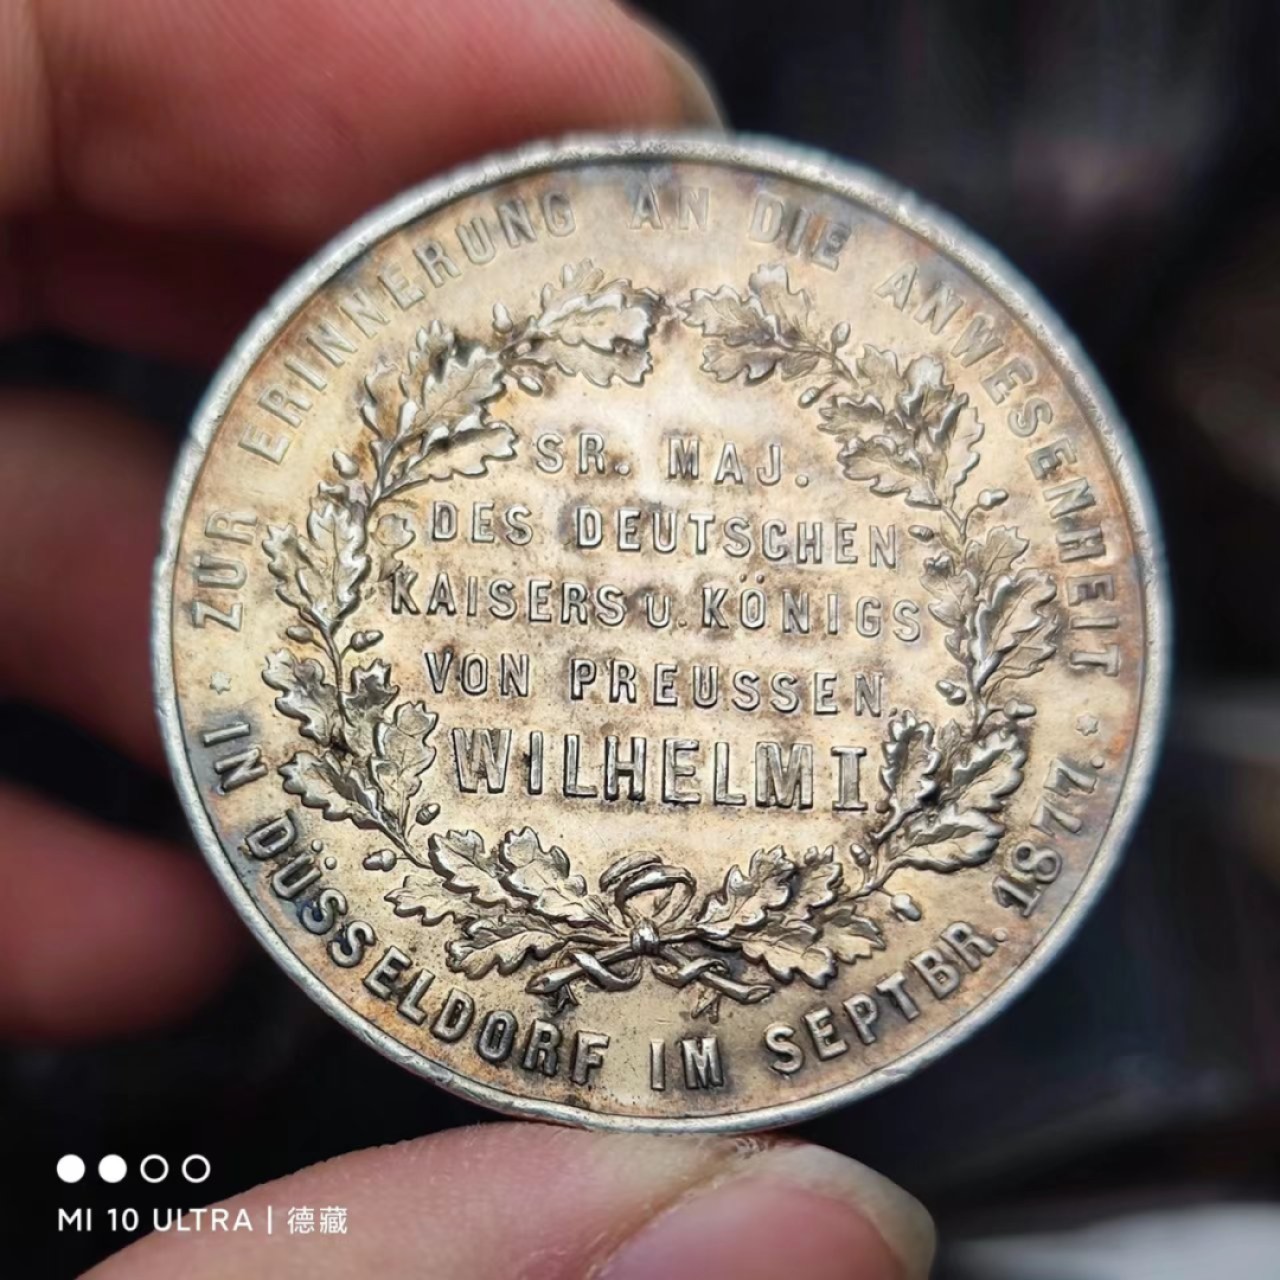 ZUR ERINNERUNG AN DIE ANWESENHEIT
SR. MAJ.
DES DEUTSCHEN
KAISERS U. KÖNIGS
VON PREUSSEN,
WILHELM I.
* IN DÜSSELDORF IM SEPTBR. 1877. *
MI 10 ULTRA | 德藏